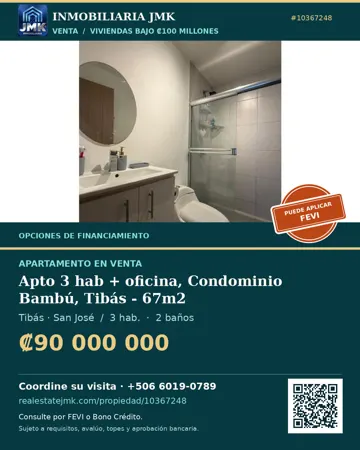 JMK
INMOBILIARIA JMK
#10367248
VENTA / VIVIENDAS BAJO ₡100 MILLONES
PUEDE APLICAR
FEVI
OPCIONES DE FINANCIAMIENTO
APARTAMENTO EN VENTA
Apto 3 hab + oficina, Condominio
Bambú, Tibás - 67m2
Tibás · San José / 3 hab. · 2 baños
₡90 000 000
Coordine su visita · +506 6019-0789
realestatejmk.com/propiedad/10367248
Consulte por FEVI o Bono Crédito.
Sujeto a requisitos, avalúo, topes y aprobación bancaria.